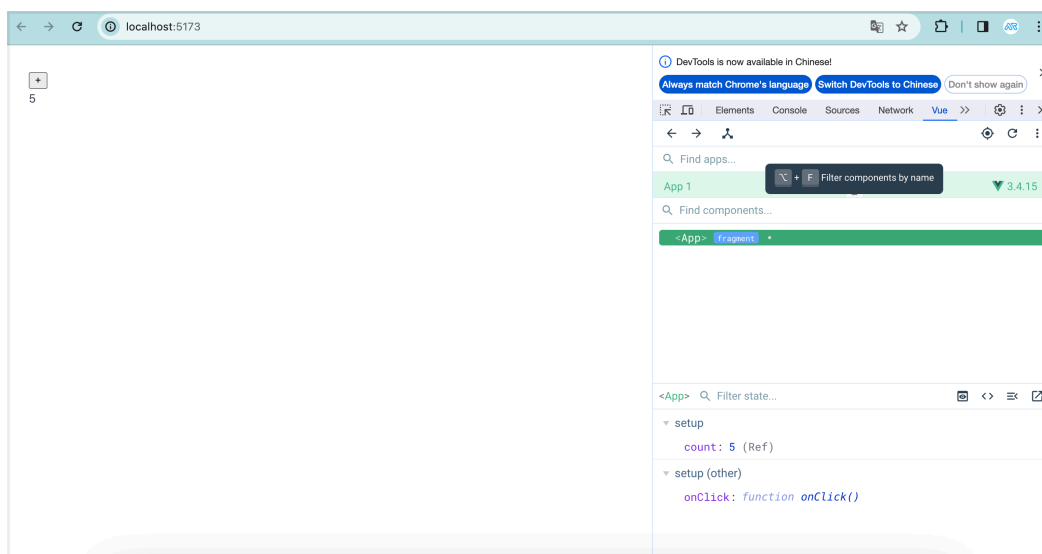 localhost:5173
+
5
DevTools is now available in Chinese!
Always match Chrome's language Switch DevTools to Chinese Don't show again
Elements Console Sources Network Vue
Find apps...
⌥ + F Filter components by name
App 1 3.4.15
Find components...
<App> fragment
<App> Filter state...
setup
count: 5 (Ref)
setup (other)
onClick: function onClick()